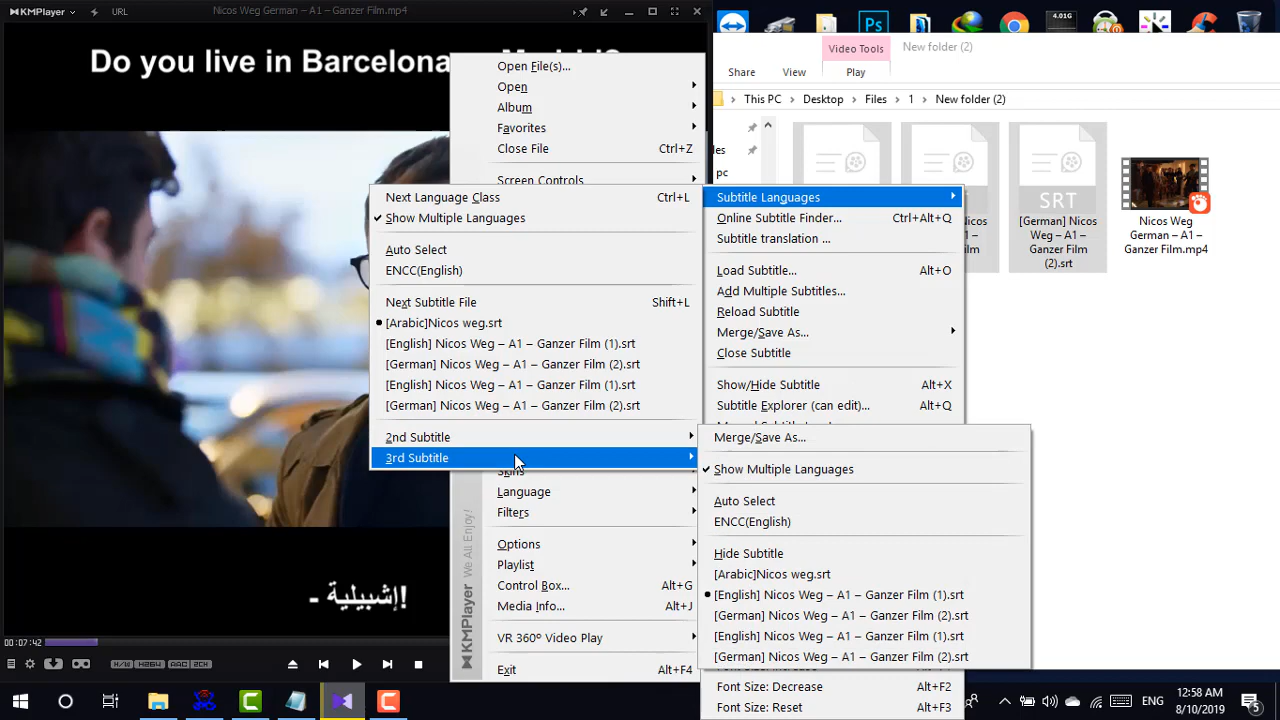 KMPlayer
URL
Nicos Weg German – A1 – Ganzer Film.mp4
Do you live in Barcelona
Open File(s)...
Open
Album
Favorites
Close File Ctrl+Z
Screen Controls
Next Language Class Ctrl+L
Show Multiple Languages
Auto Select
ENCC(English)
Next Subtitle File Shift+L
[Arabic]Nicos weg.srt
[English] Nicos Weg – A1 – Ganzer Film (1).srt
[German] Nicos Weg – A1 – Ganzer Film (2).srt
[English] Nicos Weg – A1 – Ganzer Film (1).srt
[German] Nicos Weg – A1 – Ganzer Film (2).srt
2nd Subtitle
3rd Subtitle
Skins
Language
Filters
Options
Playlist
Control Box... Alt+G
Media Info... Alt+J
VR 360º Video Play
Exit Alt+F4
KMPlayer We All Enjoy!
Subtitle Languages
Online Subtitle Finder... Ctrl+Alt+Q
Subtitle translation ...
Load Subtitle... Alt+O
Add Multiple Subtitles...
Reload Subtitle
Merge/Save As...
Close Subtitle
Show/Hide Subtitle Alt+X
Subtitle Explorer (can edit)... Alt+Q
Merge/Save As...
Show Multiple Languages
Auto Select
ENCC(English)
Hide Subtitle
[Arabic]Nicos weg.srt
[English] Nicos Weg – A1 – Ganzer Film (1).srt
[German] Nicos Weg – A1 – Ganzer Film (2).srt
[English] Nicos Weg – A1 – Ganzer Film (1).srt
[German] Nicos Weg – A1 – Ganzer Film (2).srt
Font Size: Decrease Alt+F2
Font Size: Reset Alt+F3
- إشبيلية!
00:07:42
H/W H264 AAC 2CH
4.01G
Ps
Video Tools
New folder (2)
Share View Play
This PC Desktop Files 1 New folder (2)
pc
SRT
[German] Nicos
Weg – A1 –
Ganzer Film
(2).srt
Nicos Weg
German – A1 –
Ganzer Film.mp4
ENG
12:58 AM
8/10/2019
5